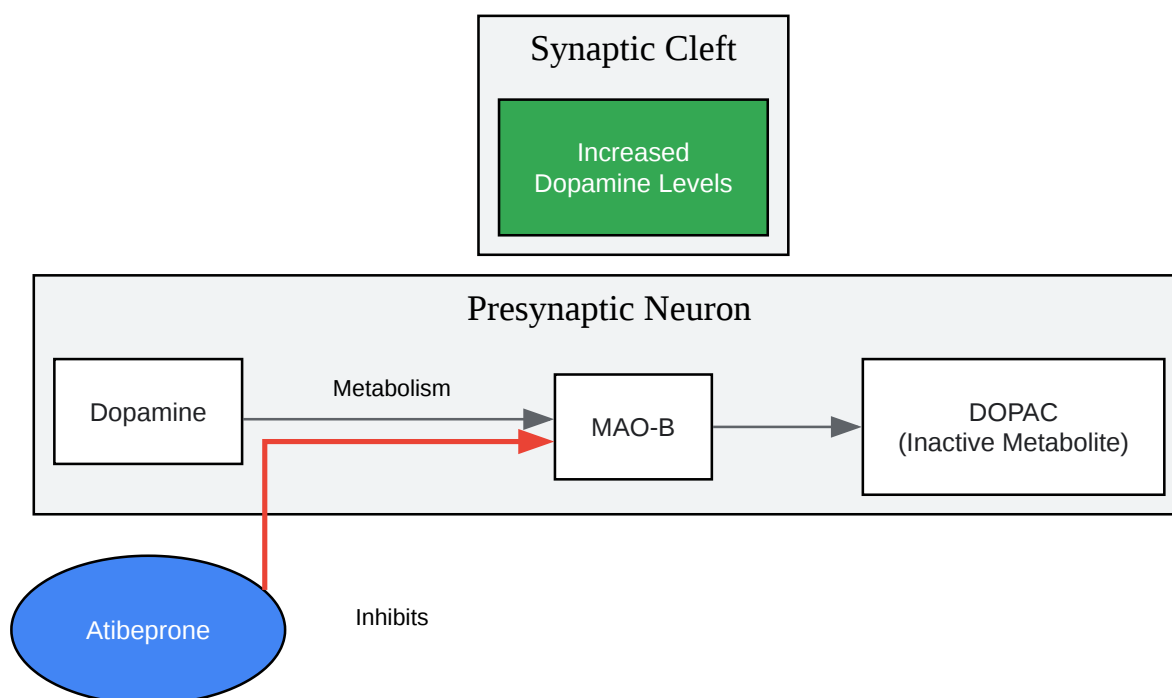 Synaptic Cleft
Increased
Dopamine Levels
Presynaptic Neuron
Metabolism
Dopamine
MAO-B
DOPAC
(Inactive Metabolite)
Inhibits
Atibeprone